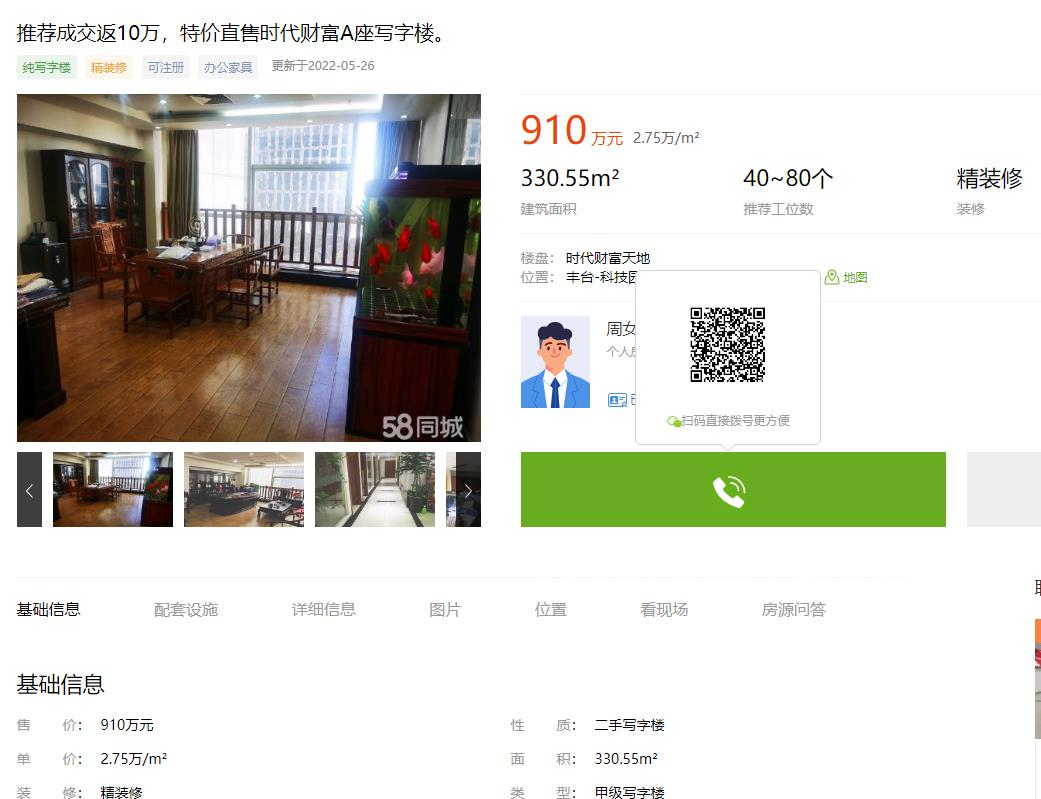 推荐成交返10万，特价直售时代财富A座写字楼。
纯写字楼 精装修 可注册 办公家具 更新于2022-05-26
910万元 2.75万/m²
330.55m² 40~80个 精装修
建筑面积 推荐工位数 装修
楼盘： 时代财富天地
位置： 丰台-科技园 地图
周女
个人
扫码直接拨号更方便
58同城
基础信息 配套设施 详细信息 图片 位置 看现场 房源问答
基础信息
售 价： 910万元 性 质： 二手写字楼
单 价： 2.75万/m² 面 积： 330.55m²
装 修： 精装修 类 型： 甲级写字楼